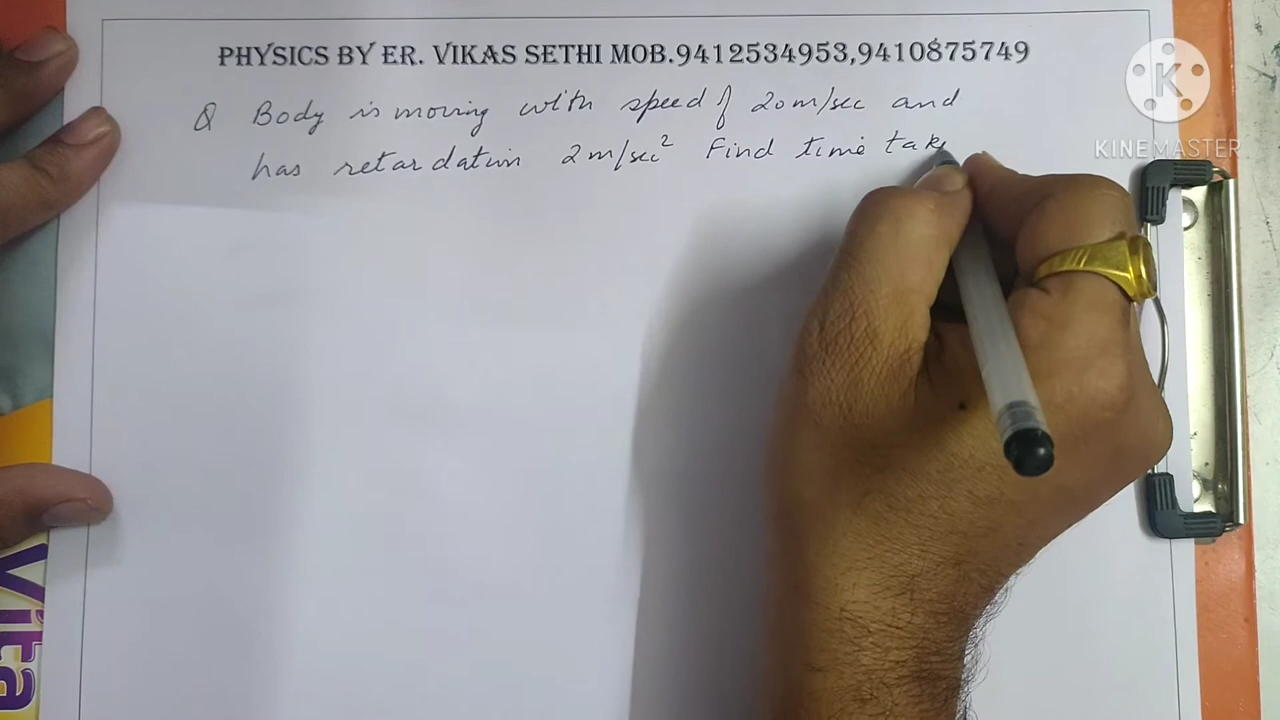 PHYSICS BY ER. VIKAS SETHI MOB.9412534953,9410875749
K
KINEMASTER
Q Body is moving with speed of 20m/sec and
has retardation 2m/sec² Find time tak
Vita